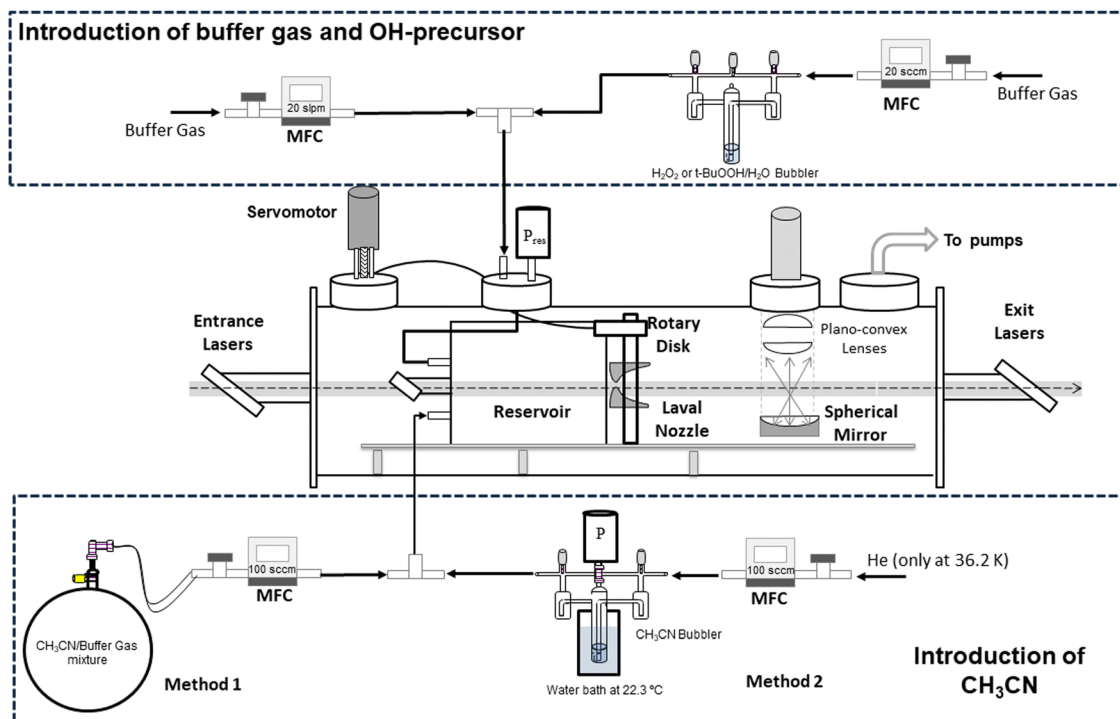 Introduction of buffer gas and OH-precursor
20 slpm
MFC
Buffer Gas
20 sccm
MFC
Buffer Gas
H₂O₂ or t-BuOOH/H₂O Bubbler
Servomotor
Pres
To pumps
Entrance
Lasers
Rotary
Disk
Plano-convex
Lenses
Exit
Lasers
Reservoir
Laval
Nozzle
Spherical
Mirror
100 sccm
MFC
P
100 sccm
MFC
He (only at 36.2 K)
CH₃CN/Buffer Gas
mixture
CH₃CN Bubbler
Method 1
Water bath at 22.3 ºC
Method 2
Introduction of
CH₃CN